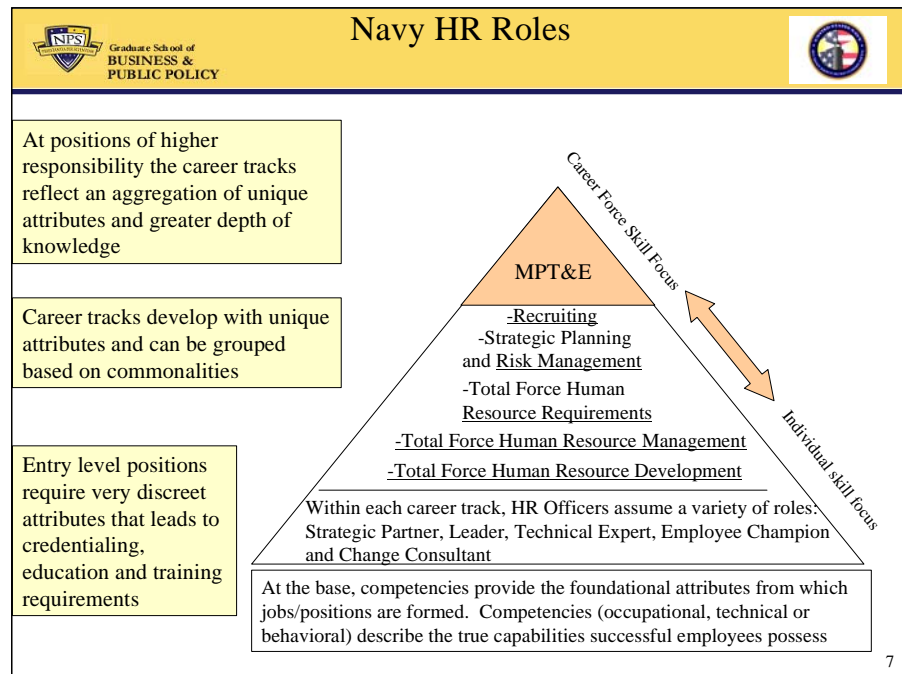 Navy HR Roles
NPS
Graduate School of
BUSINESS &
PUBLIC POLICY
At positions of higher
responsibility the career tracks
reflect an aggregation of unique
attributes and greater depth of
knowledge
Career tracks develop with unique
attributes and can be grouped
based on commonalities
Entry level positions
require very discreet
attributes that leads to
credentialing,
education and training
requirements
Career Force Skill Focus
MPT&E
-Recruiting
-Strategic Planning
and Risk Management
-Total Force Human
Resource Requirements
-Total Force Human Resource Management
-Total Force Human Resource Development
Individual skill focus
Within each career track, HR Officers assume a variety of roles:
Strategic Partner, Leader, Technical Expert, Employee Champion
and Change Consultant
At the base, competencies provide the foundational attributes from which
jobs/positions are formed.  Competencies (occupational, technical or
behavioral) describe the true capabilities successful employees possess
7